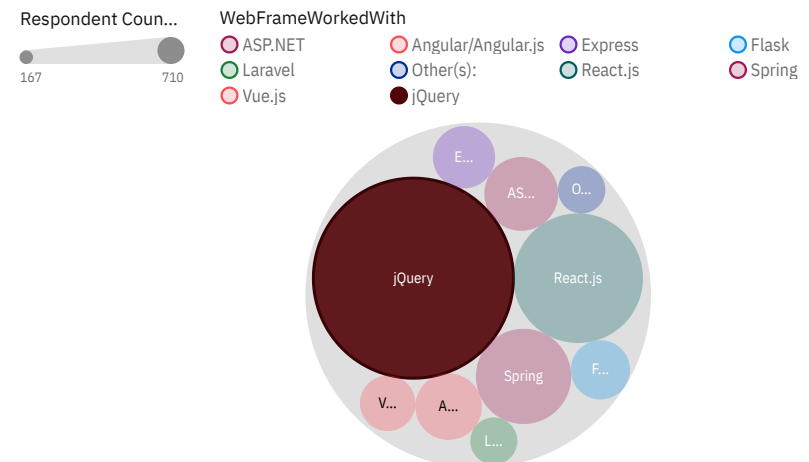 Respondent Coun...
167 710
WebFrameWorkedWith
ASP.NET Angular/Angular.js Express Flask
Laravel Other(s): React.js Spring
Vue.js jQuery
E...
AS... O...
jQuery React.js
Spring F...
V... A...
L...